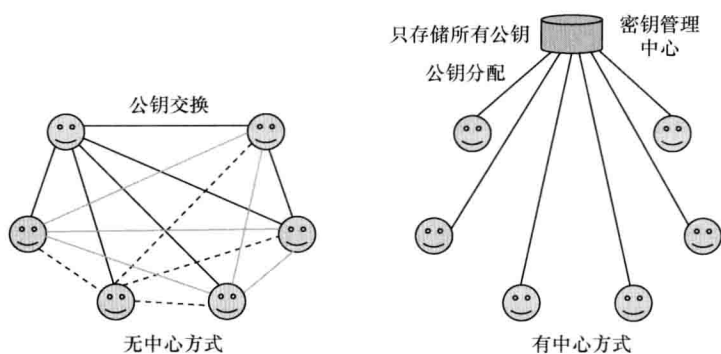 只存储所有公钥
密钥管理
中心
公钥分配
公钥交换
无中心方式
有中心方式